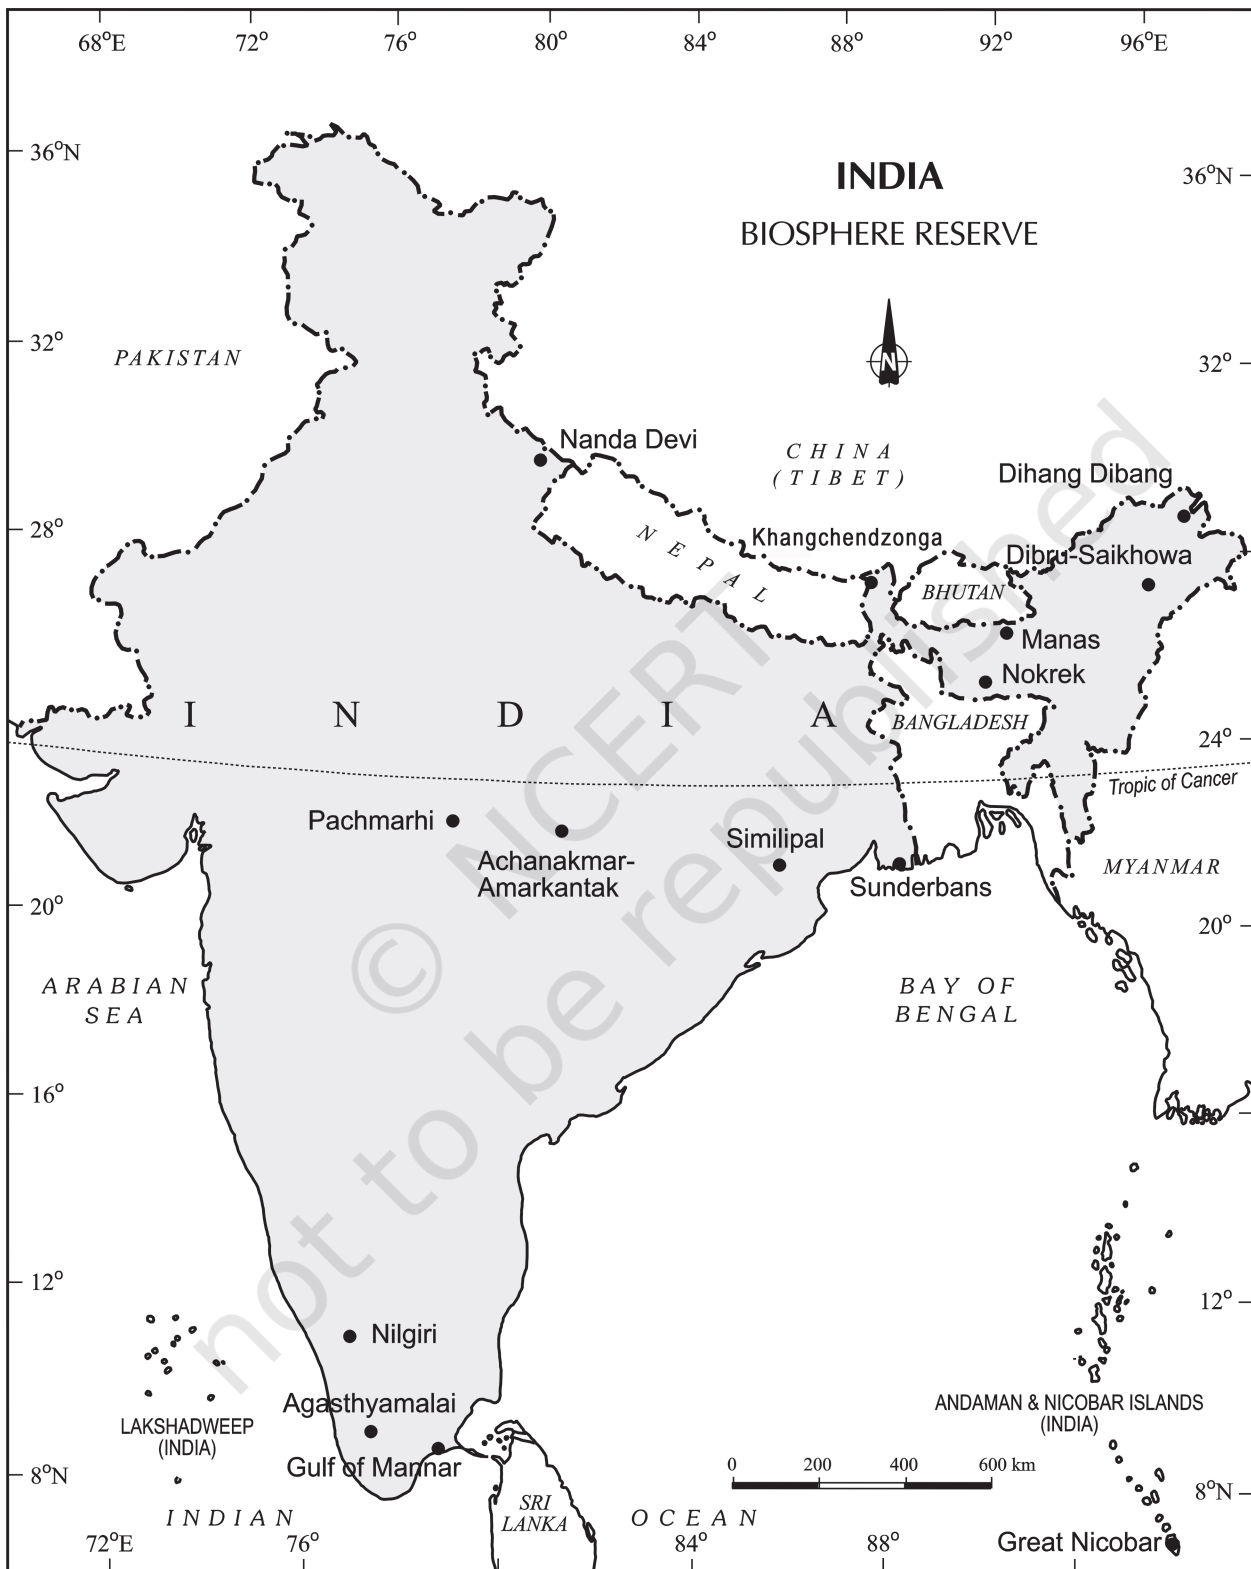 68°E 72° 76° 80° 84° 88° 92° 96°E
36°N
INDIA
36°N
BIOSPHERE RESERVE
32°
PAKISTAN
N
32°
Nanda Devi
CHINA
(TIBET)
Dihang Dibang
28°
NEPAL
Khangchendzonga
Dibru-Saikhowa
BHUTAN
Manas
Nokrek
INDIA
BANGLADESH
24°
Tropic of Cancer
Pachmarhi
Achanakmar-
Amarkantak
Similipal
Sunderbans
MYANMAR
20°
20°
ARABIAN
SEA
BAY OF
BENGAL
© NCERT
not to be republished
16°
12°
12°
Nilgiri
Agasthyamalai
LAKSHADWEEP
(INDIA)
ANDAMAN & NICOBAR ISLANDS
(INDIA)
Gulf of Mannar
8°N
0 200 400 600 km
8°N
SRI
LANKA
INDIAN OCEAN
Great Nicobar
72°E 76° 84° 88°